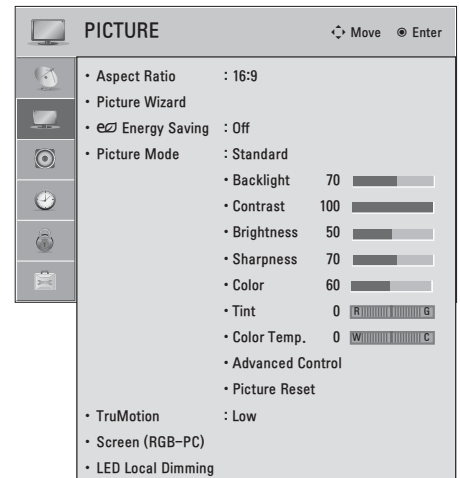 PICTURE Move Enter
• Aspect Ratio : 16:9
• Picture Wizard
• e Energy Saving : Off
• Picture Mode : Standard
• Backlight 70
• Contrast 100
• Brightness 50
• Sharpness 70
• Color 60
• Tint 0 R G
• Color Temp. 0 W C
• Advanced Control
• Picture Reset
• TruMotion : Low
• Screen (RGB-PC)
• LED Local Dimming